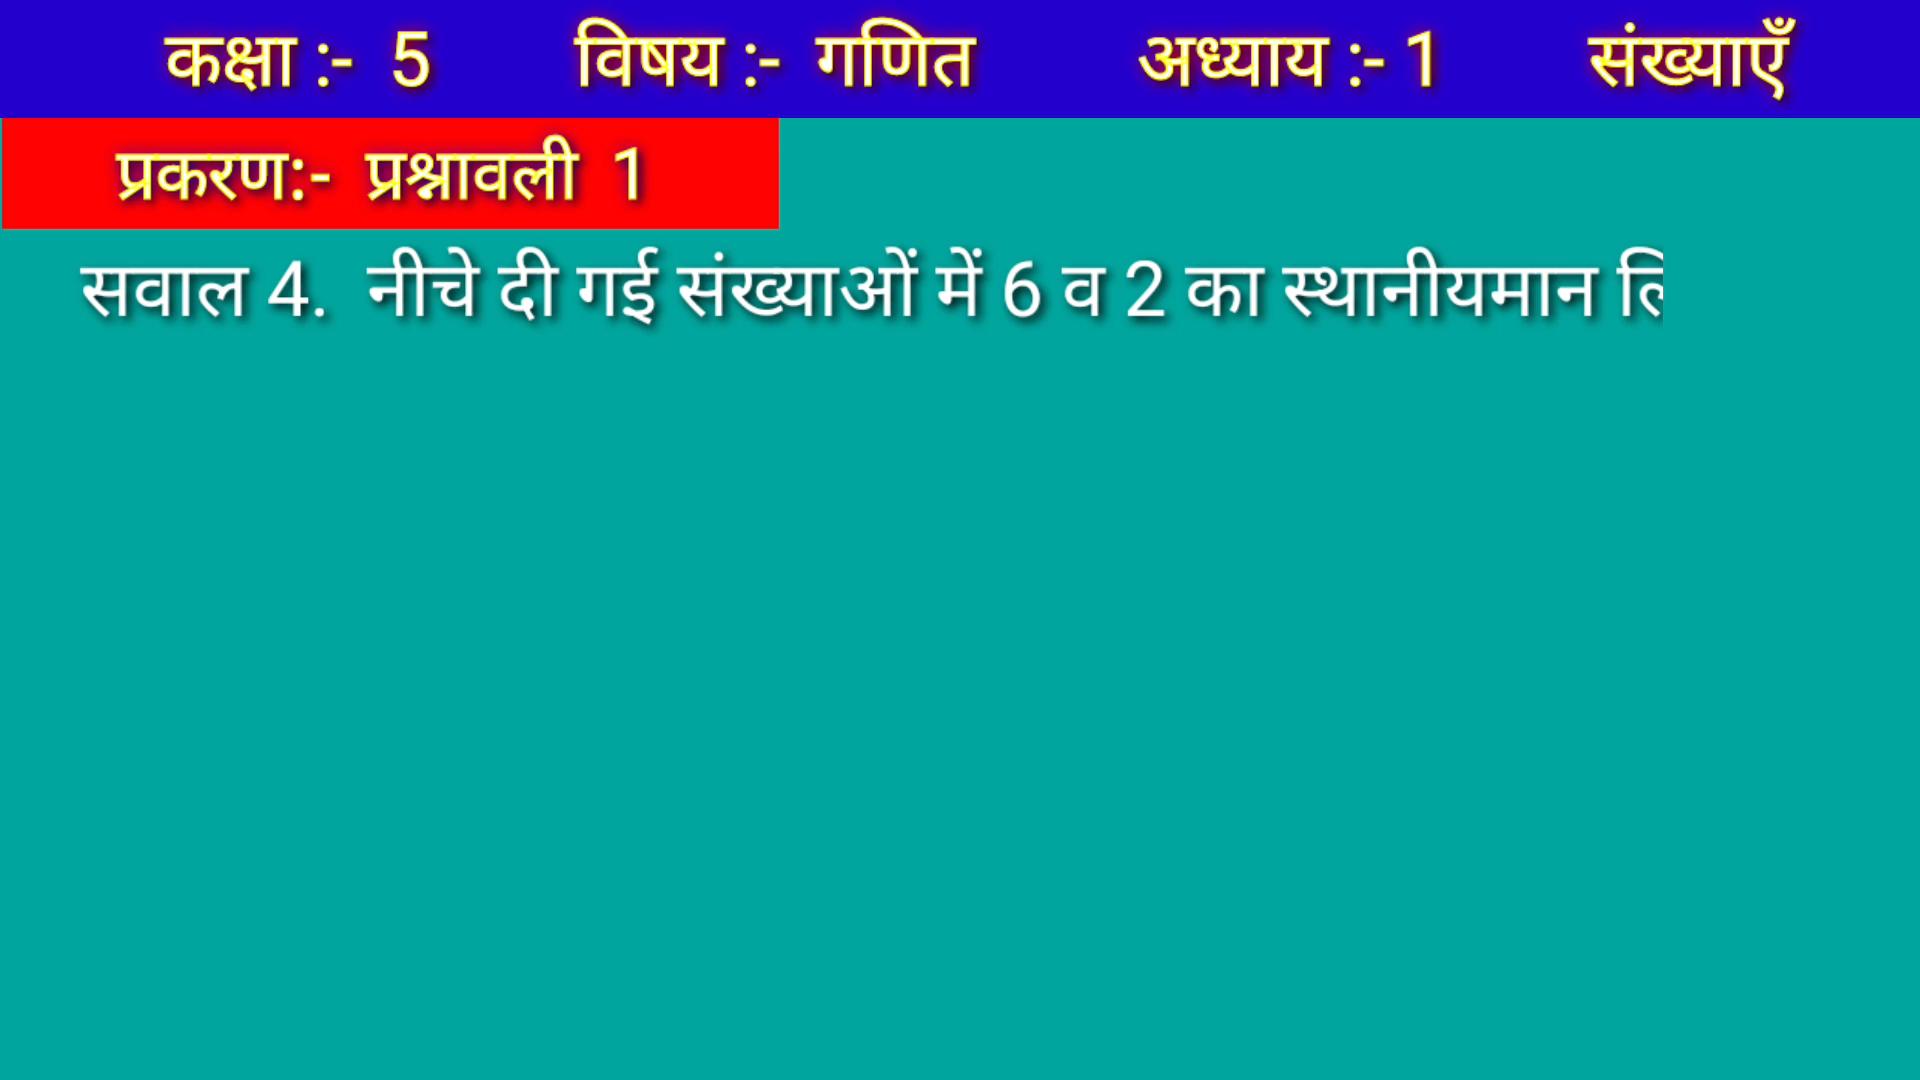 कक्षा :- 5 विषय :- गणित अध्याय :- 1 संख्याएँ
प्रकरण:- प्रश्नावली 1
सवाल 4. नीचे दी गई संख्याओं में 6 व 2 का स्थानीयमान